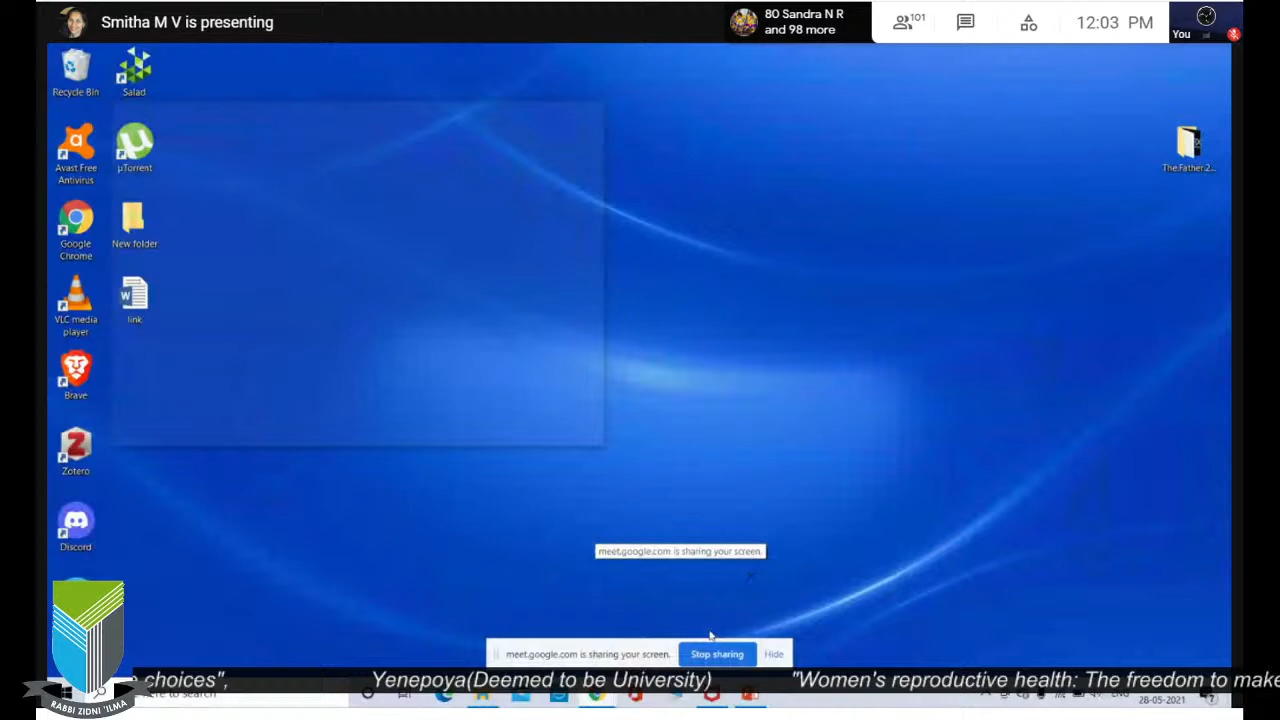 Smitha M V is presenting
80 Sandra N R
and 98 more
101
12:03 PM
You
Recycle Bin
Salad
Avast Free
Antivirus
µTorrent
The.Father.2...
Google
Chrome
New folder
VLC media
player
link
Brave
Zotero
Discord
meet.google.com is sharing your screen.
meet.google.com is sharing your screen.
Stop sharing
Hide
choices",
Yenepoya(Deemed to be University)
"Women's reproductive health: The freedom to make
to search
ENG
28-05-2021
RABBI ZIDNI 'ILMA